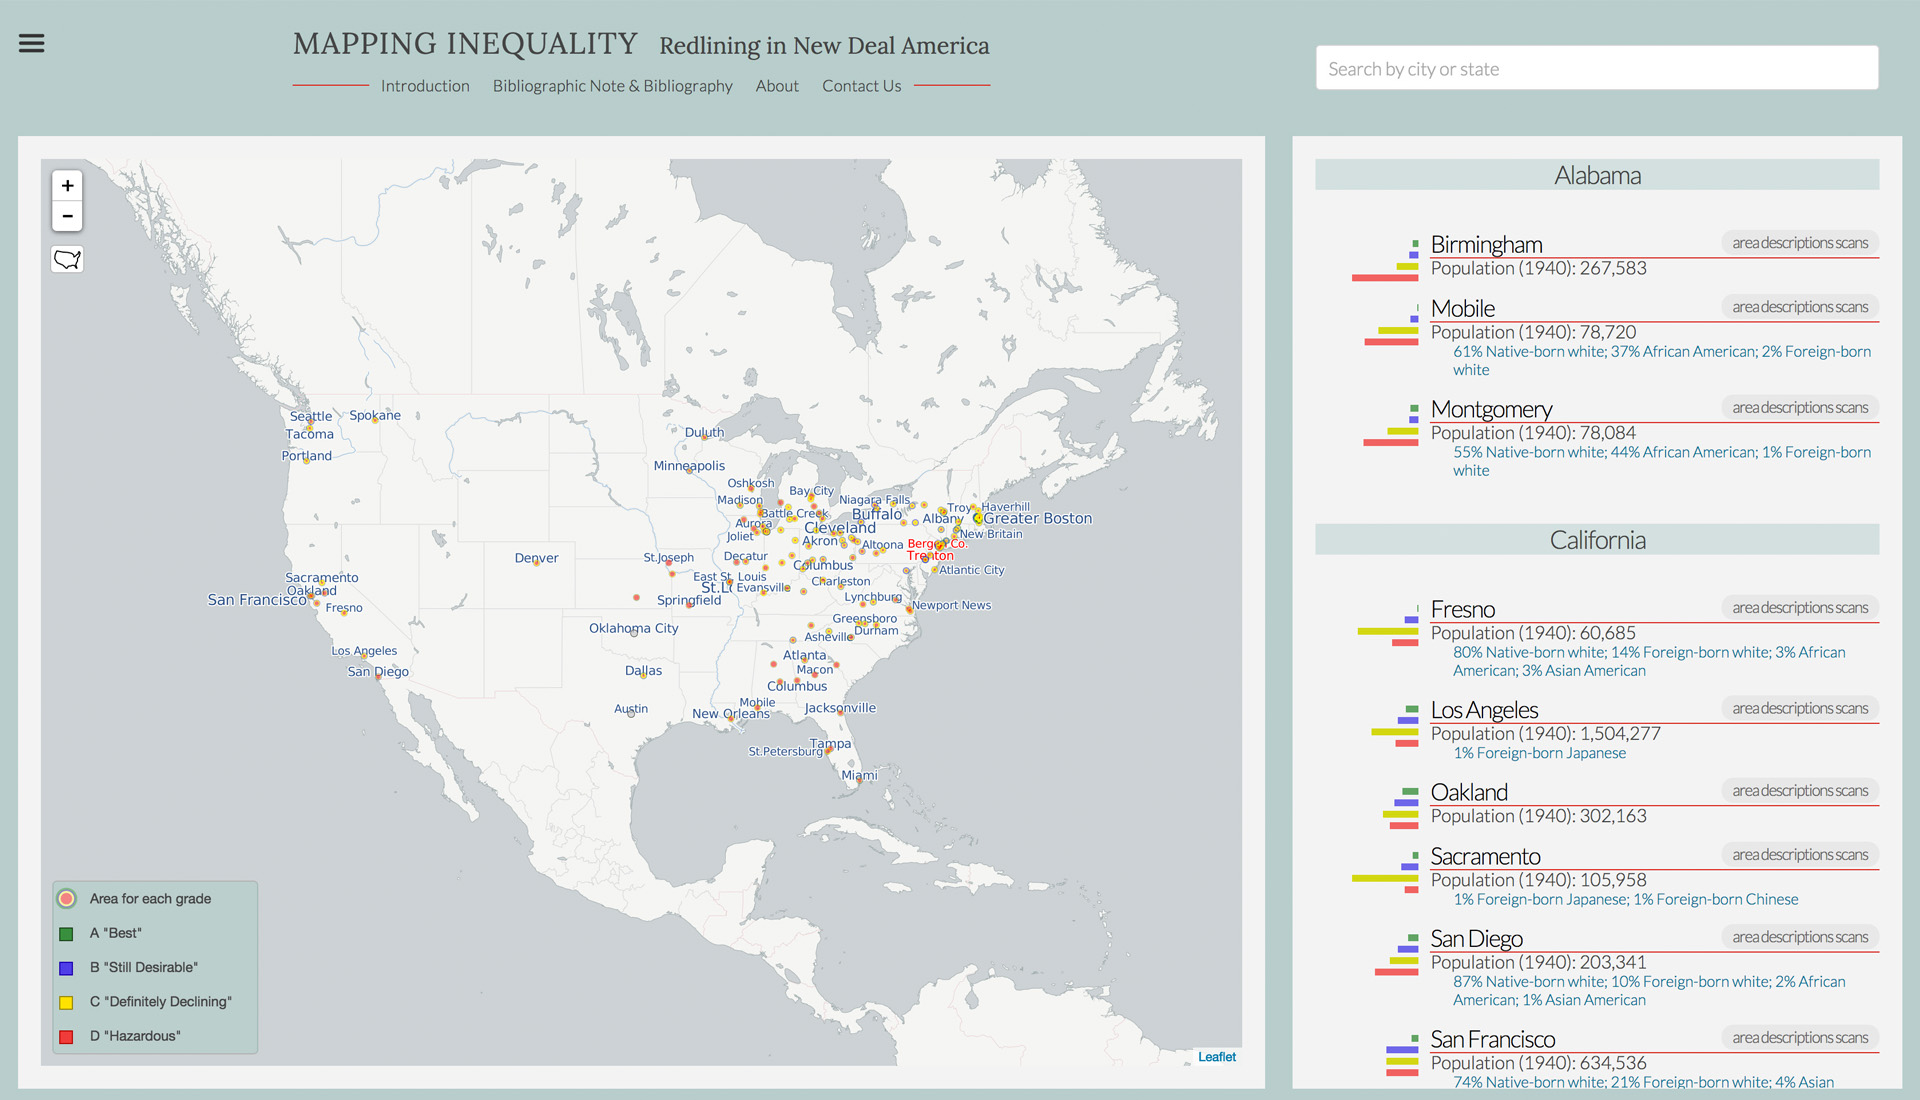 MAPPING INEQUALITY Redlining in New Deal America
Introduction Bibliographic Note & Bibliography About Contact Us
Search by city or state
+
-
Seattle
Spokane
Tacoma
Portland
Duluth
Minneapolis
Oshkosh
Bay City
Madison
Niagara Falls
Troy
Haverhill
Battle Creek
Buffalo
Albany
Greater Boston
Aurora
Cleveland
Joliet
Akron
New Britain
Altoona
Bergen Co.
Trenton
Denver
St.Joseph
Decatur
Columbus
Atlantic City
Sacramento
East St. Louis
Oakland
St.L
Evansville
Charleston
San Francisco
Fresno
Springfield
Lynchburg
Newport News
Greensboro
Oklahoma City
Durham
Asheville
Los Angeles
Atlanta
San Diego
Dallas
Macon
Columbus
Mobile
Austin
New Orleans
Jacksonville
Tampa
St.Petersburg
Miami
Area for each grade
A "Best"
B "Still Desirable"
C "Definitely Declining"
D "Hazardous"
Leaflet
Alabama
Birmingham area descriptions scans
Population (1940): 267,583
Mobile area descriptions scans
Population (1940): 78,720
61% Native-born white; 37% African American; 2% Foreign-born
white
Montgomery area descriptions scans
Population (1940): 78,084
55% Native-born white; 44% African American; 1% Foreign-born
white
California
Fresno area descriptions scans
Population (1940): 60,685
80% Native-born white; 14% Foreign-born white; 3% African
American; 3% Asian American
Los Angeles area descriptions scans
Population (1940): 1,504,277
1% Foreign-born Japanese
Oakland area descriptions scans
Population (1940): 302,163
Sacramento area descriptions scans
Population (1940): 105,958
1% Foreign-born Japanese; 1% Foreign-born Chinese
San Diego area descriptions scans
Population (1940): 203,341
87% Native-born white; 10% Foreign-born white; 2% African
American; 1% Asian American
San Francisco area descriptions scans
Population (1940): 634,536
74% Native-born white; 21% Foreign-born white; 4% Asian